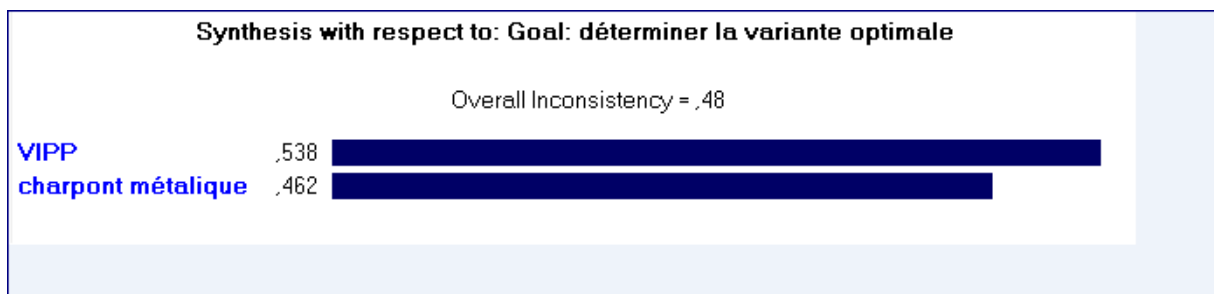 Synthesis with respect to: Goal: déterminer la variante optimale
Overall Inconsistency = ,48
VIPP ,538
charpont métalique ,462